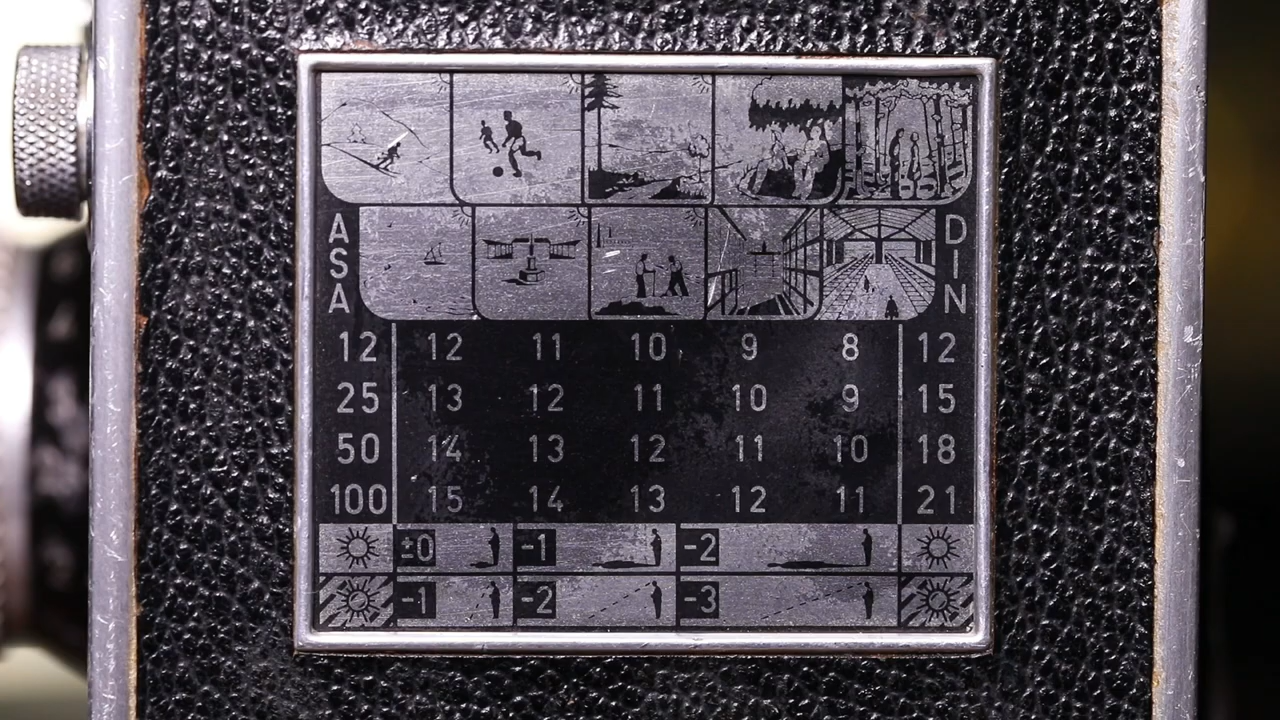 ASA DIN
12 12 11 10 9 8 12
25 13 12 11 10 9 15
50 14 13 12 11 10 18
100 15 14 13 12 11 21
±0 -1 -2
-1 -2 -3